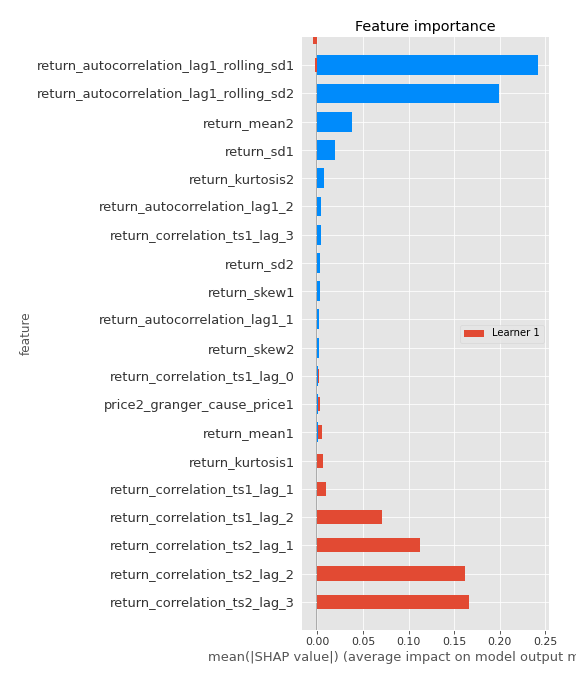 Feature importance
return_autocorrelation_lag1_rolling_sd1
return_autocorrelation_lag1_rolling_sd2
return_mean2
return_sd1
return_kurtosis2
return_autocorrelation_lag1_2
return_correlation_ts1_lag_3
return_sd2
return_skew1
return_autocorrelation_lag1_1
return_skew2
return_correlation_ts1_lag_0
price2_granger_cause_price1
return_mean1
return_kurtosis1
return_correlation_ts1_lag_1
return_correlation_ts1_lag_2
return_correlation_ts2_lag_1
return_correlation_ts2_lag_2
return_correlation_ts2_lag_3
feature
Learner 1
0.00 0.05 0.10 0.15 0.20 0.25
mean(|SHAP value|) (average impact on model output m